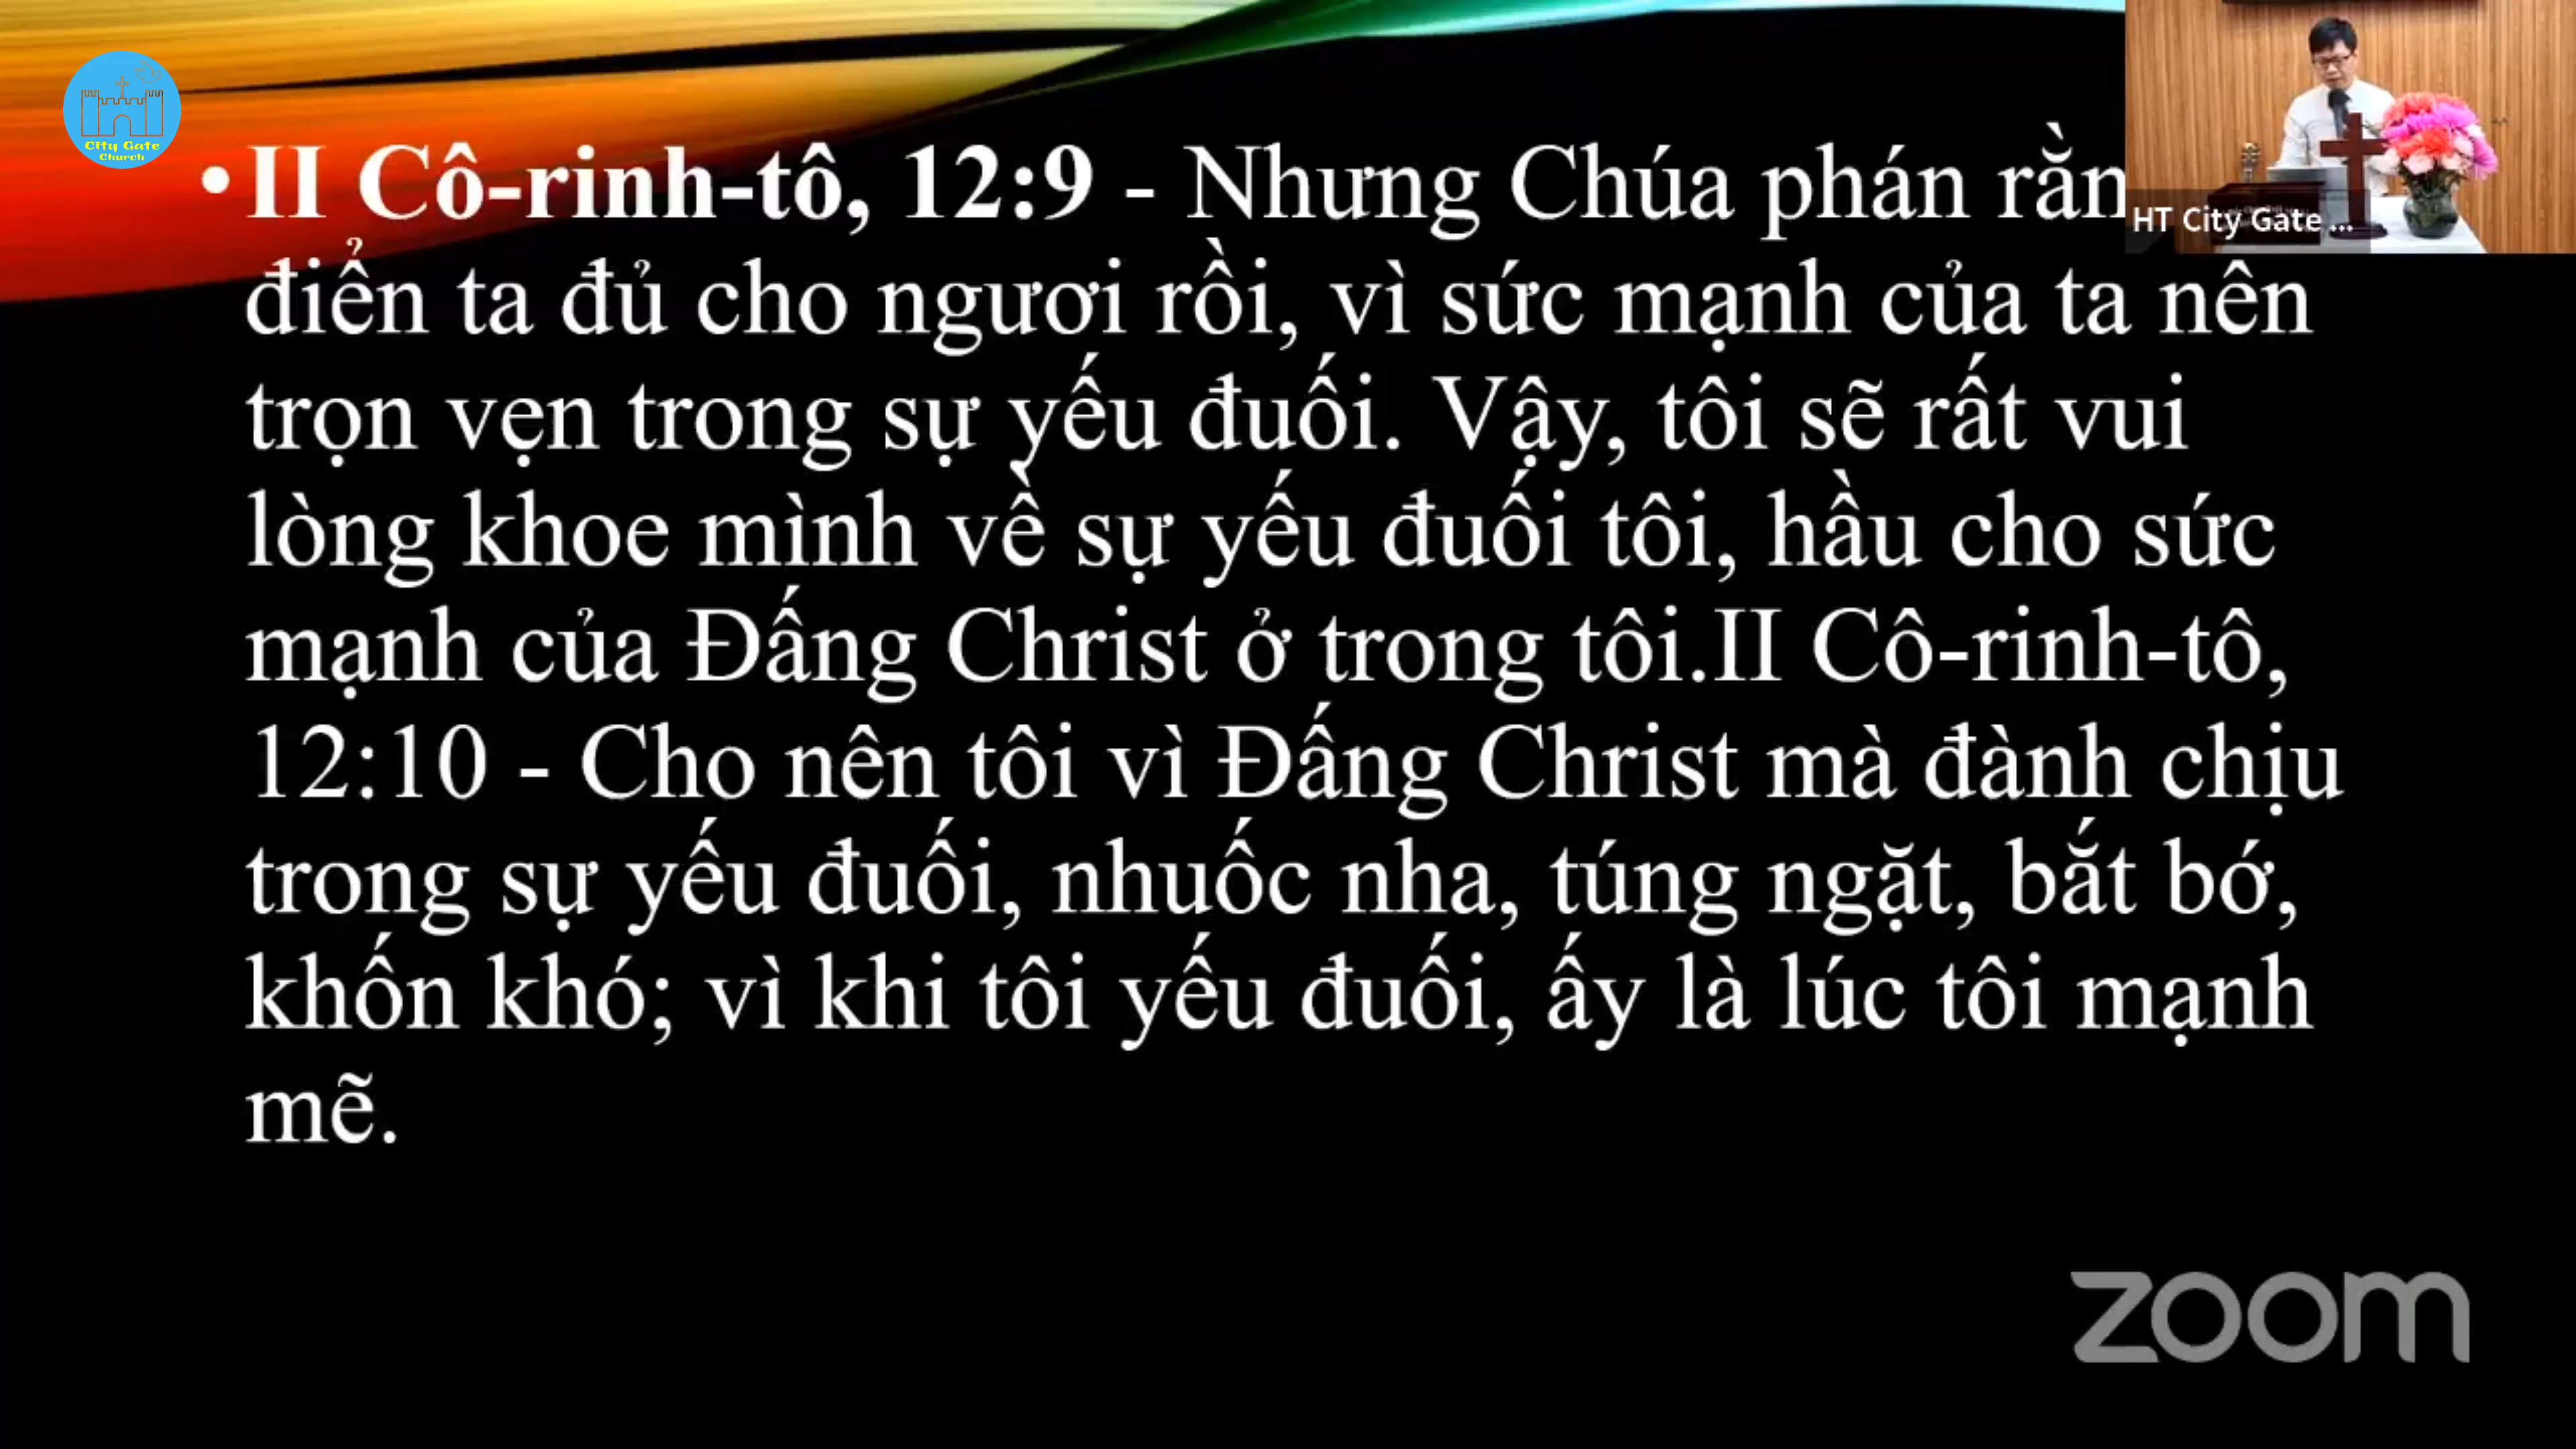 City Gate
Church
• II Cô-rinh-tô, 12:9 - Nhưng Chúa phán
HT City Gate ...
điển ta đủ cho ngươi rồi, vì sức mạnh của ta nên
trọn vẹn trong sự yếu đuối. Vậy, tôi sẽ rất vui
lòng khoe mình về sự yếu đuối tôi, hầu cho sức
mạnh của Đấng Christ ở trong tôi.II Cô-rinh-tô,
12:10 - Cho nên tôi vì Đấng Christ mà đành chịu
trong sự yếu đuối, nhuốc nha, túng ngặt, bắt bớ,
khốn khó; vì khi tôi yếu đuối, ấy là lúc tôi mạnh
mẽ.
zoom